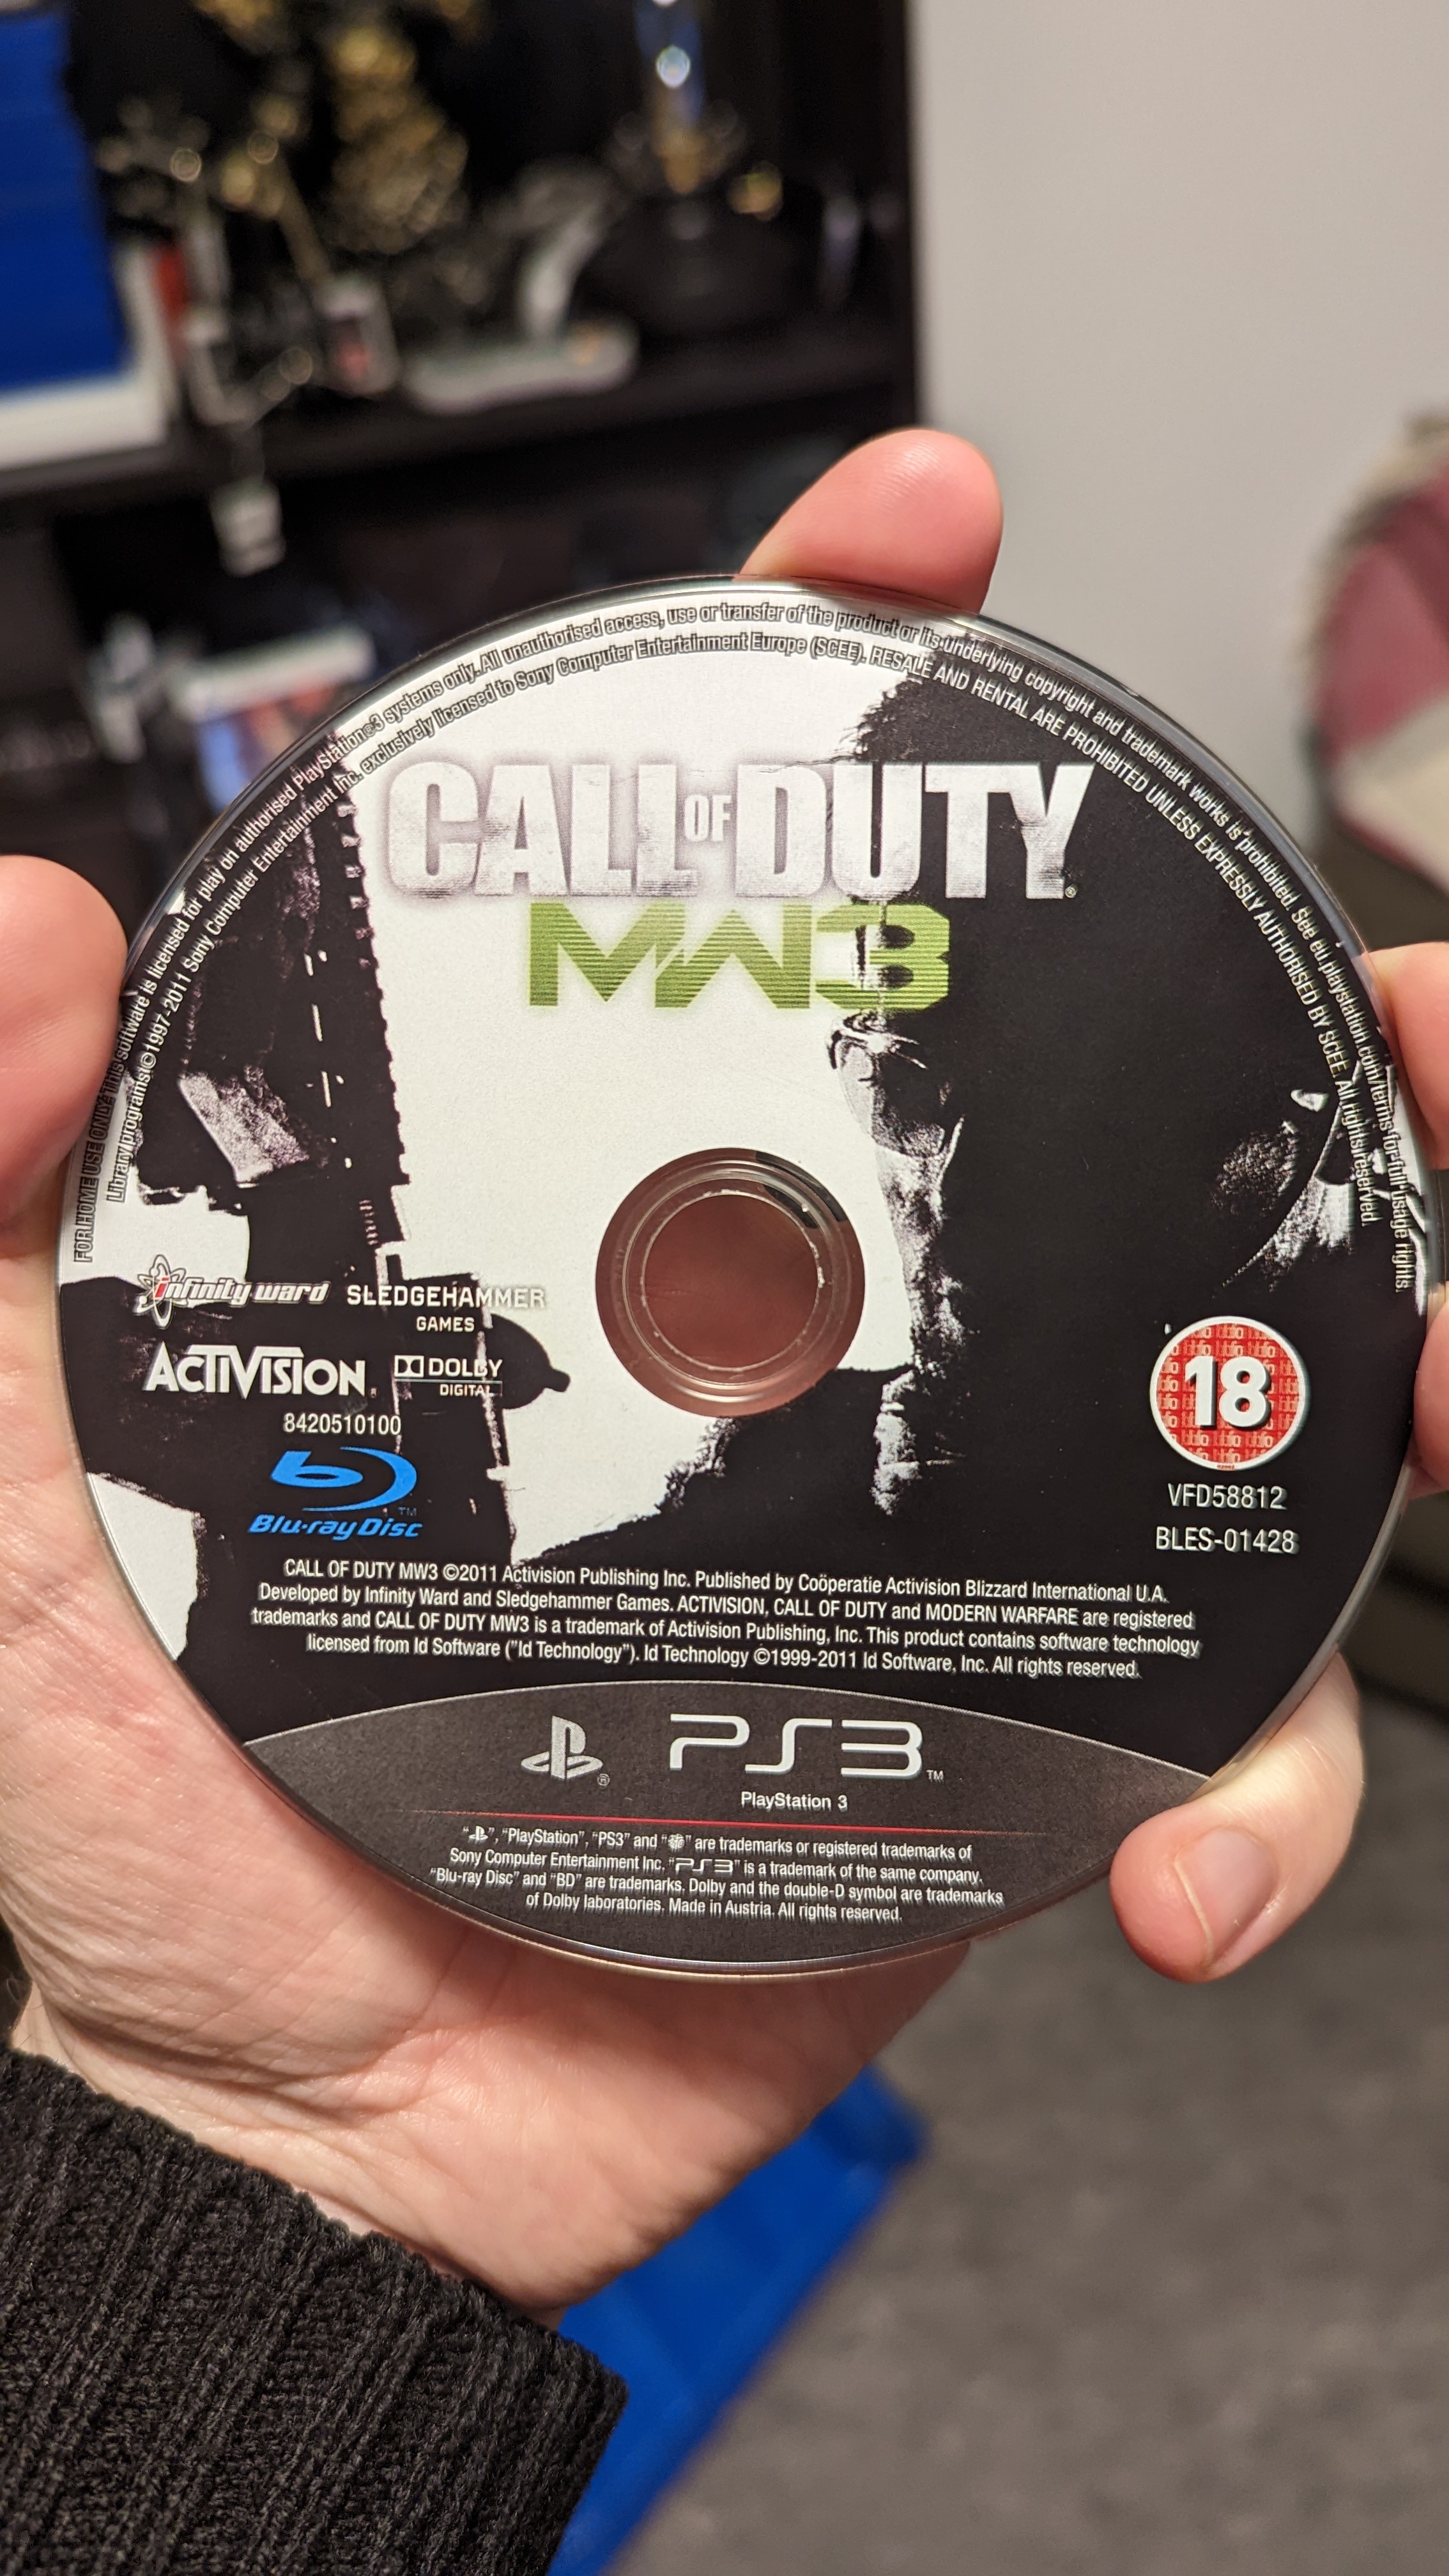 FOR HOME USE ONLY. This software is licensed for play on authorised PlayStation®3 systems only. All unauthorised access, use or transfer of the product or its underlying copyright and trademark works is prohibited. See eu.playstation.com/terms for full usage rights.
Library programs ©1997-2011 Sony Computer Entertainment Inc. exclusively licensed to Sony Computer Entertainment Europe (SCEE). RESALE AND RENTAL ARE PROHIBITED UNLESS EXPRESSLY AUTHORISED BY SCEE. All rights reserved.
CALL OF DUTY®
MW3
infinity ward
SLEDGEHAMMER
GAMES
ACTIVISION®
DOLBY
DIGITAL
8420510100
Blu-ray Disc™
18
VFD58812
BLES-01428
CALL OF DUTY MW3 ©2011 Activision Publishing Inc. Published by Coöperatie Activision Blizzard International U.A.
Developed by Infinity Ward and Sledgehammer Games. ACTIVISION, CALL OF DUTY and MODERN WARFARE are registered
trademarks and CALL OF DUTY MW3 is a trademark of Activision Publishing, Inc. This product contains software technology
licensed from Id Software ("Id Technology"). Id Technology ©1999-2011 Id Software, Inc. All rights reserved.
® PS3™
PlayStation 3
" ", "PlayStation", "PS3" and " " are trademarks or registered trademarks of
Sony Computer Entertainment Inc. "PS3" is a trademark of the same company.
"Blu-ray Disc" and "BD" are trademarks. Dolby and the double-D symbol are trademarks
of Dolby laboratories. Made in Austria. All rights reserved.